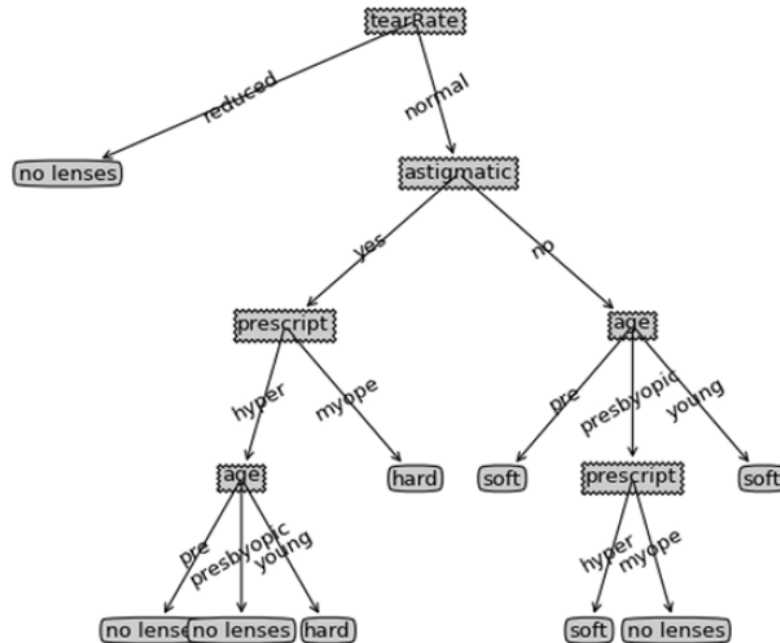 tearRate
reduced
normal
no lenses
astigmatic
yes
no
prescript
age
hyper
myope
pre
presbyopic
young
age
hard
soft
prescript
soft
pre
presbyopic
young
hyper
myope
no lense
no lenses
hard
soft
no lenses